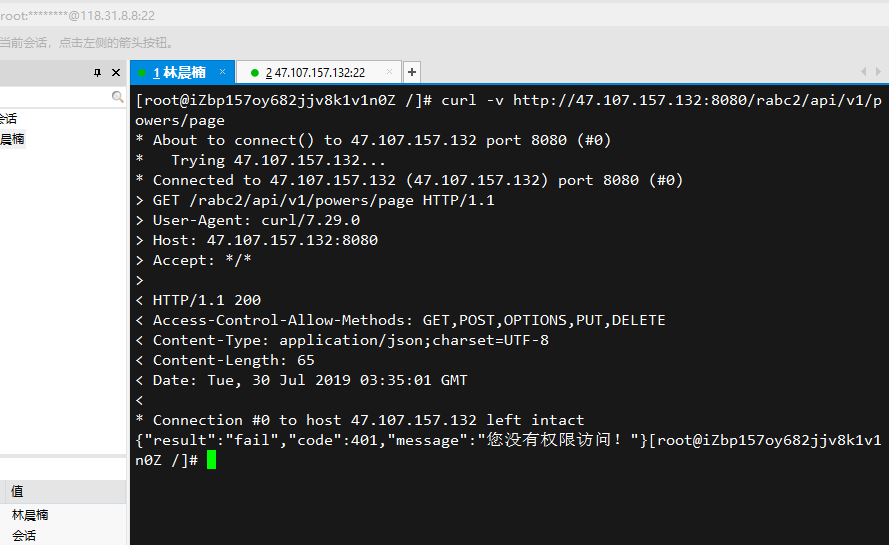 root:********@118.31.8.8:22
当前会话，点击左侧的箭头按钮。
1 林晨楠 ×
2 47.107.157.132:22 ×
+
会话
晨楠
[root@iZbp157oy682jjv8k1v1n0Z /]# curl -v http://47.107.157.132:8080/rabc2/api/v1/p
owers/page
* About to connect() to 47.107.157.132 port 8080 (#0)
*   Trying 47.107.157.132...
* Connected to 47.107.157.132 (47.107.157.132) port 8080 (#0)
> GET /rabc2/api/v1/powers/page HTTP/1.1
> User-Agent: curl/7.29.0
> Host: 47.107.157.132:8080
> Accept: */*
>
< HTTP/1.1 200
< Access-Control-Allow-Methods: GET,POST,OPTIONS,PUT,DELETE
< Content-Type: application/json;charset=UTF-8
< Content-Length: 65
< Date: Tue, 30 Jul 2019 03:35:01 GMT
<
* Connection #0 to host 47.107.157.132 left intact
{"result":"fail","code":401,"message":"您没有权限访问！"}[root@iZbp157oy682jjv8k1v1
n0Z /]#
值
林晨楠
会话